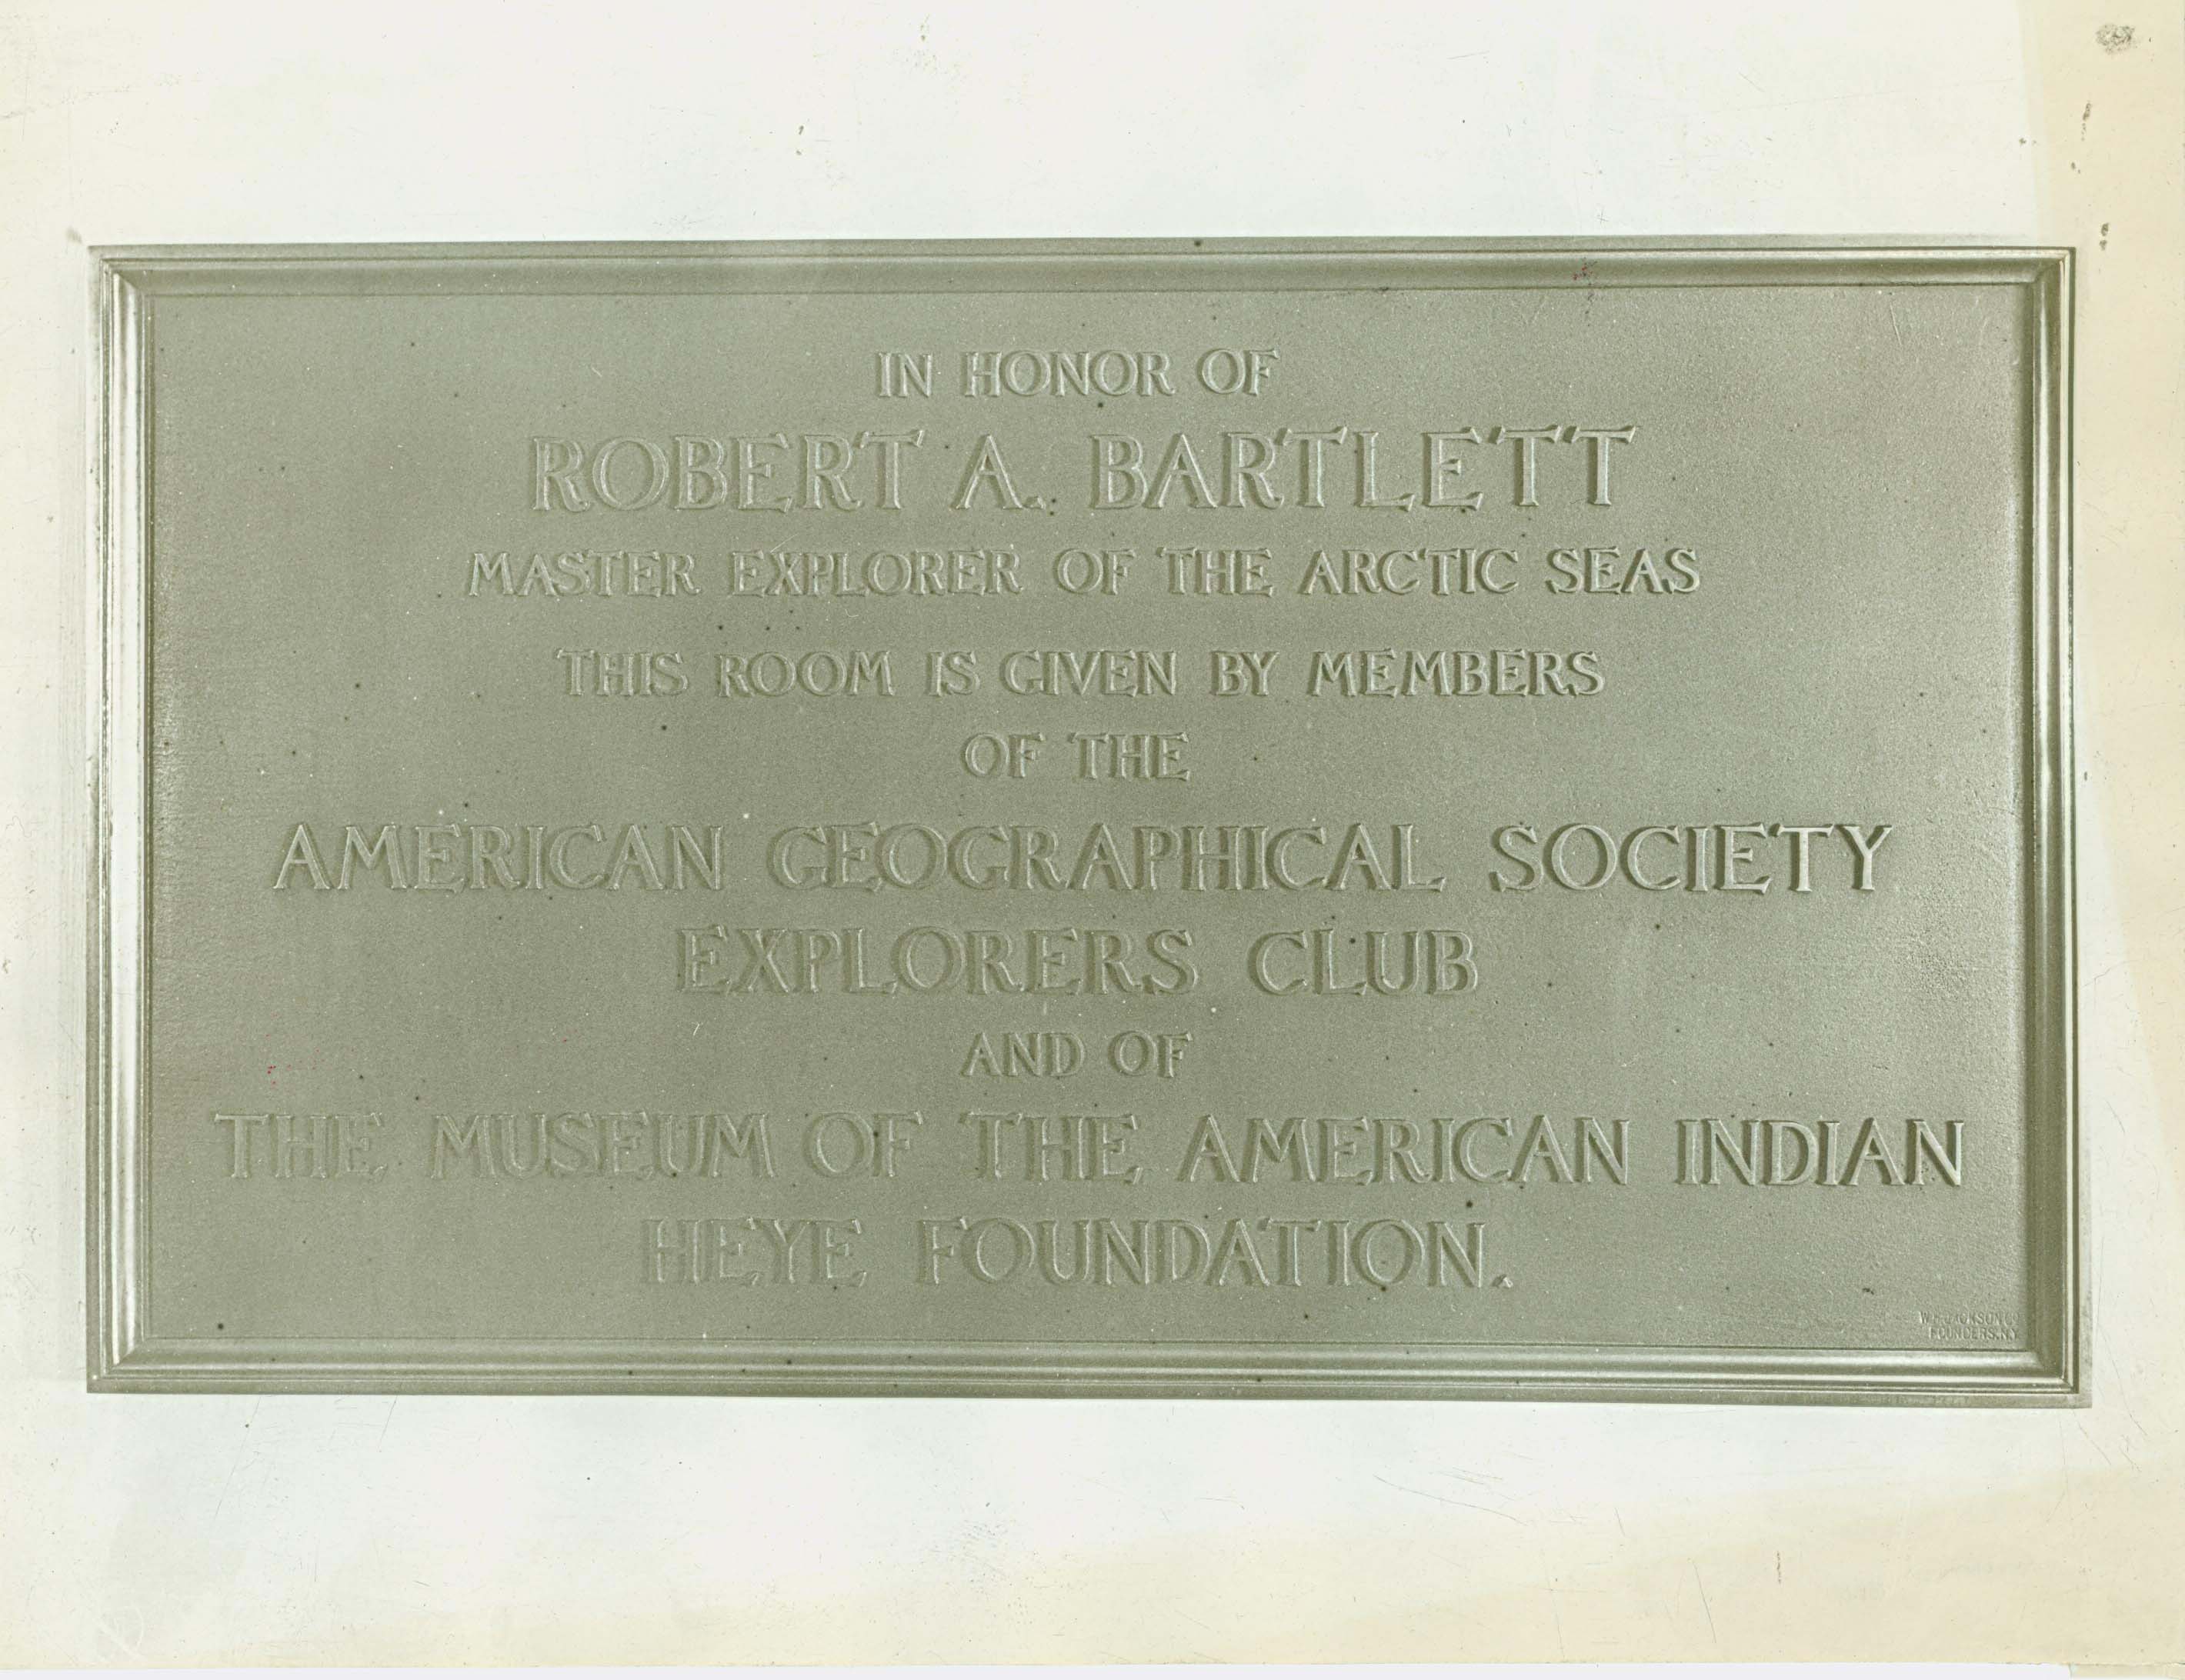 IN HONOR OF
ROBERT A. BARTLETT
MASTER EXPLORER OF THE ARCTIC SEAS
THIS ROOM IS GIVEN BY MEMBERS
OF THE
AMERICAN GEOGRAPHICAL SOCIETY
EXPLORERS CLUB
AND OF
THE MUSEUM OF THE AMERICAN INDIAN
HEYE FOUNDATION.
JACKSON
FOUNDERS. N.Y.